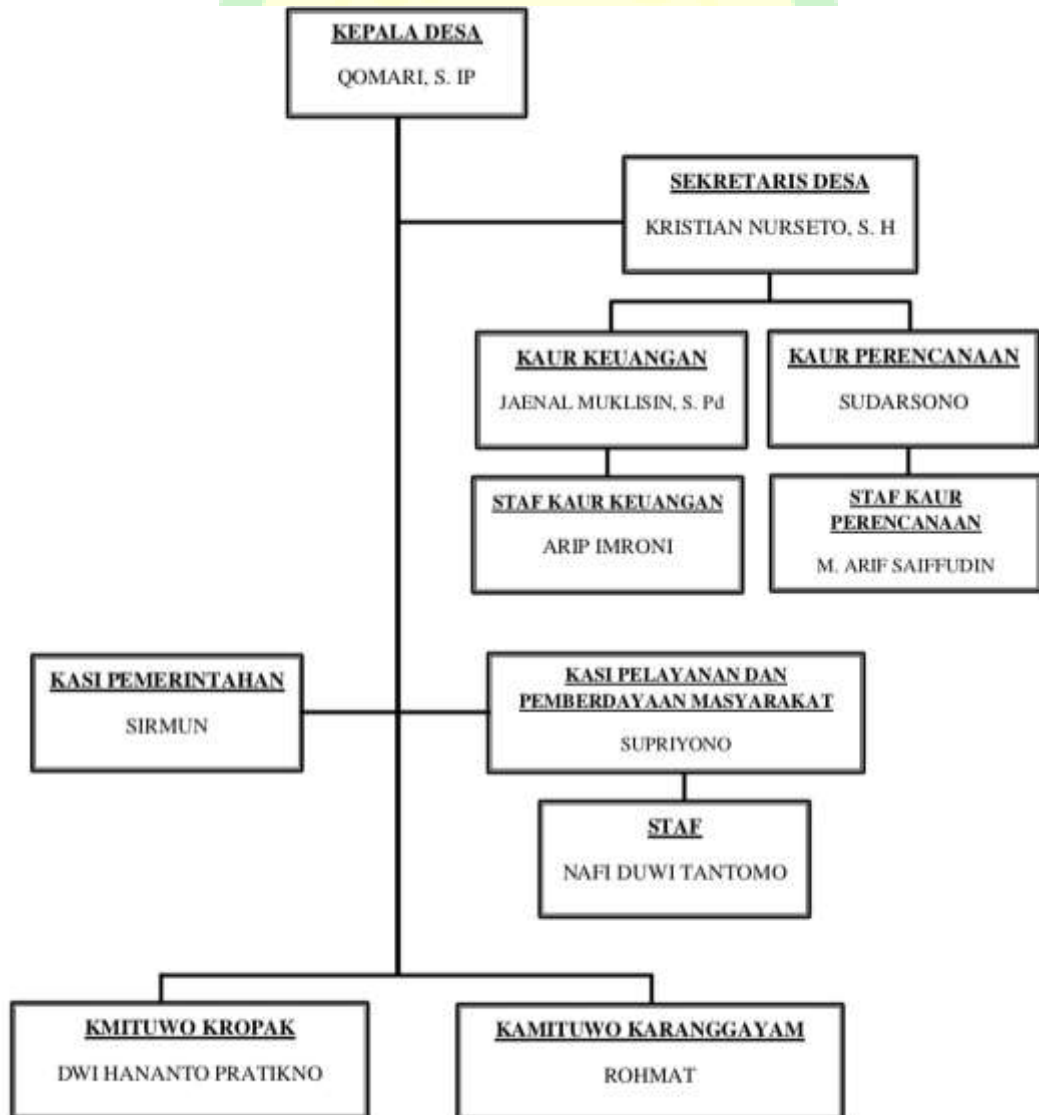 KEPALA DESA
QOMARI, S. IP
SEKRETARIS DESA
KRISTIAN NURSETO, S. H
KAUR KEUANGAN
JAENAL MUKLISIN, S. Pd
KAUR PERENCANAAN
SUDARSONO
STAF KAUR KEUANGAN
ARIP IMRONI
STAF KAUR
PERENCANAAN
M. ARIF SAIFFUDIN
KASI PEMERINTAHAN
SIRMUN
KASI PELAYANAN DAN
PEMBERDAYAAN MASYARAKAT
SUPRIYONO
STAF
NAFI DUWI TANTOMO
KMITUWO KROPAK
DWI HANANTO PRATIKNO
KAMITUWO KARANGGAYAM
ROHMAT